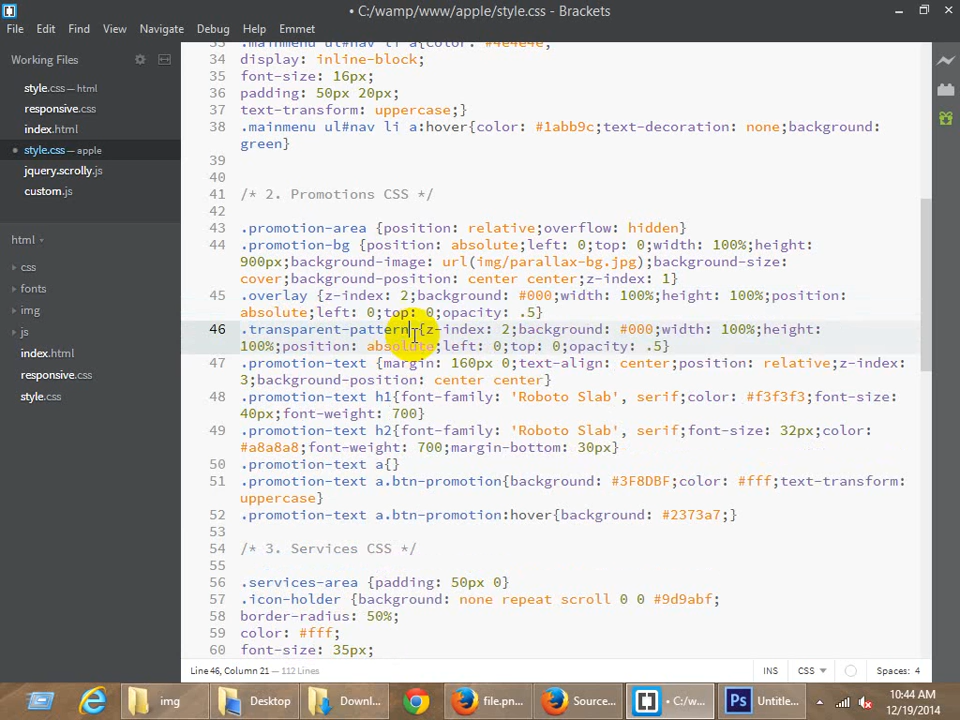 • C:/wamp/www/apple/style.css - Brackets
File Edit Find View Navigate Debug Help Emmet
Working Files
style.css — html
responsive.css
index.html
style.css — apple
jquery.scrolly.js
custom.js
html
css
fonts
img
js
index.html
responsive.css
style.css
33 .mainmenu ul#nav li a{color: #4e4e4e;
34 display: inline-block;
35 font-size: 16px;
36 padding: 50px 20px;
37 text-transform: uppercase;}
38 .mainmenu ul#nav li a:hover{color: #1abb9c;text-decoration: none;background:
green}
39
40
41 /* 2. Promotions CSS */
42
43 .promotion-area {position: relative;overflow: hidden}
44 .promotion-bg {position: absolute;left: 0;top: 0;width: 100%;height:
900px;background-image: url(img/parallax-bg.jpg);background-size:
cover;background-position: center center;z-index: 1}
45 .overlay {z-index: 2;background: #000;width: 100%;height: 100%;position:
absolute;left: 0;top: 0;opacity: .5}
46 .transparent-pattern {z-index: 2;background: #000;width: 100%;height:
100%;position: absolute;left: 0;top: 0;opacity: .5}
47 .promotion-text {margin: 160px 0;text-align: center;position: relative;z-index:
3;background-position: center center}
48 .promotion-text h1{font-family: 'Roboto Slab', serif;color: #f3f3f3;font-size:
40px;font-weight: 700}
49 .promotion-text h2{font-family: 'Roboto Slab', serif;font-size: 32px;color:
#a8a8a8;font-weight: 700;margin-bottom: 30px}
50 .promotion-text a{}
51 .promotion-text a.btn-promotion{background: #3F8DBF;color: #fff;text-transform:
uppercase}
52 .promotion-text a.btn-promotion:hover{background: #2373a7;}
53
54 /* 3. Services CSS */
55
56 .services-area {padding: 50px 0}
57 .icon-holder {background: none repeat scroll 0 0 #9d9abf;
58 border-radius: 50%;
59 color: #fff;
60 font-size: 35px;
Line 46, Column 21 — 112 Lines
INS CSS Spaces: 4
img Desktop Downl... file.pn... Source... C:/w... Untitle...
10:44 AM
12/19/2014